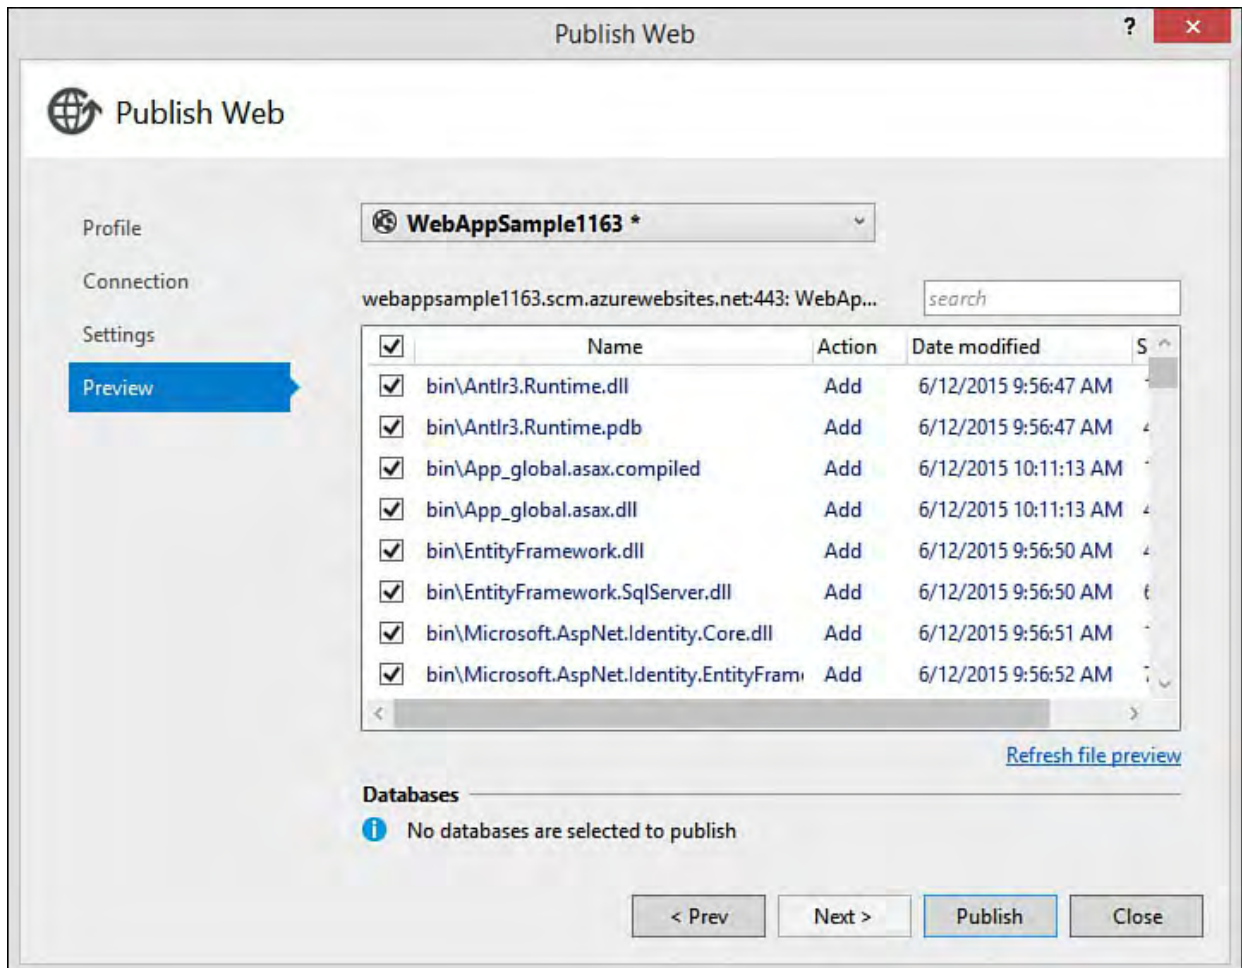 Publish Web
?
Publish Web
Profile
Connection
Settings
Preview
WebAppSample1163 *
webappsample1163.scm.azurewebsites.net:443: WebAp...
search
Name Action Date modified S
bin\Antlr3.Runtime.dll Add 6/12/2015 9:56:47 AM
bin\Antlr3.Runtime.pdb Add 6/12/2015 9:56:47 AM
bin\App_global.asax.compiled Add 6/12/2015 10:11:13 AM
bin\App_global.asax.dll Add 6/12/2015 10:11:13 AM
bin\EntityFramework.dll Add 6/12/2015 9:56:50 AM
bin\EntityFramework.SqlServer.dll Add 6/12/2015 9:56:50 AM
bin\Microsoft.AspNet.Identity.Core.dll Add 6/12/2015 9:56:51 AM
bin\Microsoft.AspNet.Identity.EntityFram Add 6/12/2015 9:56:52 AM
Refresh file preview
Databases
No databases are selected to publish
< Prev Next > Publish Close